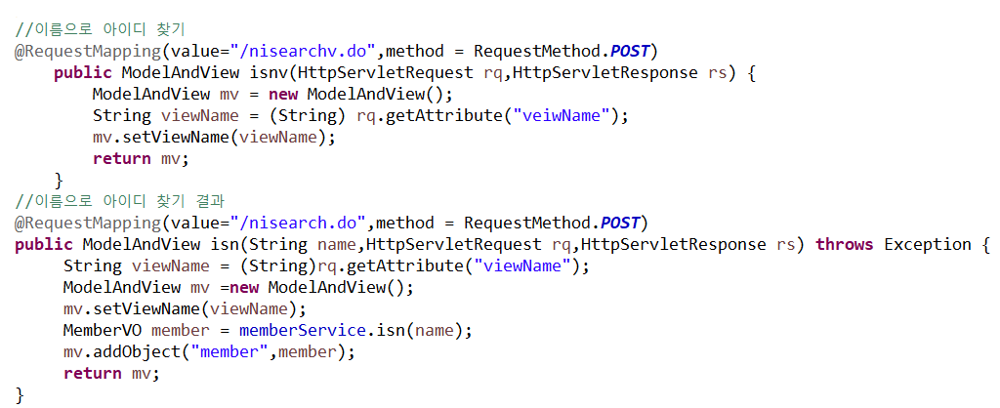 //이름으로 아이디 찾기
@RequestMapping(value="/nisearchv.do",method = RequestMethod.POST)
public ModelAndView isnv(HttpServletRequest rq,HttpServletResponse rs) {
ModelAndView mv = new ModelAndView();
String viewName = (String) rq.getAttribute("veiwName");
mv.setViewName(viewName);
return mv;
}
//이름으로 아이디 찾기 결과
@RequestMapping(value="/nisearch.do",method = RequestMethod.POST)
public ModelAndView isn(String name,HttpServletRequest rq,HttpServletResponse rs) throws Exception {
String viewName = (String)rq.getAttribute("viewName");
ModelAndView mv =new ModelAndView();
mv.setViewName(viewName);
MemberVO member = memberService.isn(name);
mv.addObject("member",member);
return mv;
}